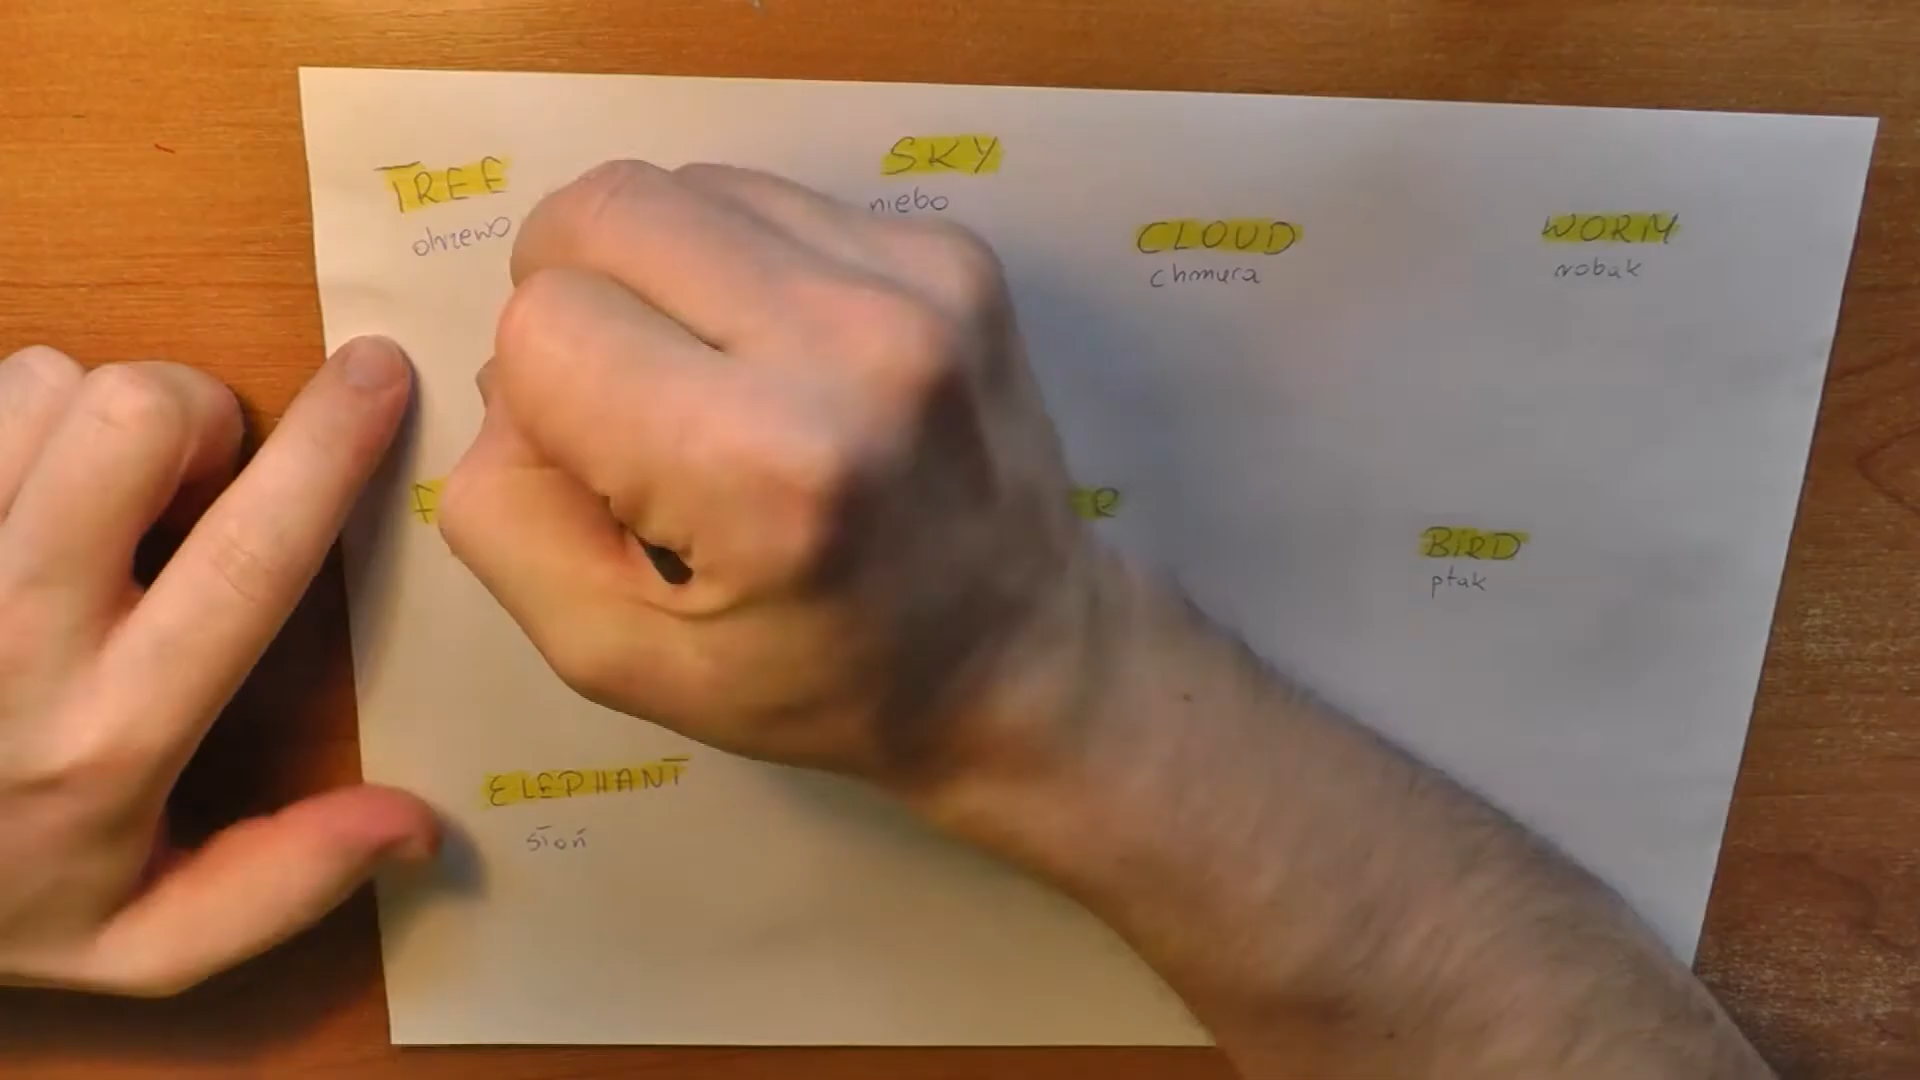 TREE
drzewo
SKY
niebo
CLOUD
chmura
WORM
robak
BIRD
ptak
ELEPHANT
słoń